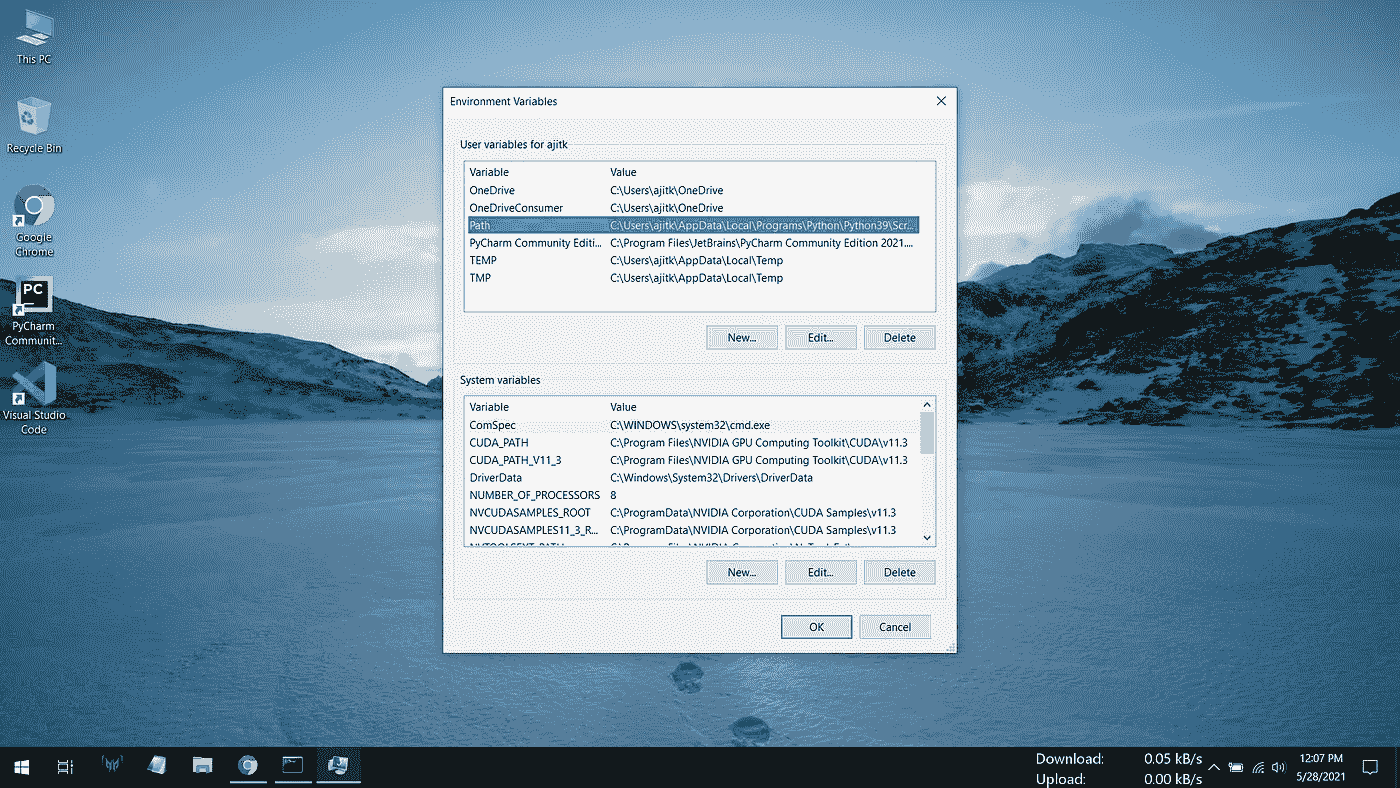 This PC
Recycle Bin
Google
Chrome
PC
PyCharm
Communit...
Visual Studio
Code
Environment Variables
User variables for ajitk
Variable Value
OneDrive C:\Users\ajitk\OneDrive
OneDriveConsumer C:\Users\ajitk\OneDrive
Path C:\Users\ajitk\AppData\Local\Programs\Python\Python39\Scr...
PyCharm Community Editi... C:\Program Files\JetBrains\PyCharm Community Edition 2021....
TEMP C:\Users\ajitk\AppData\Local\Temp
TMP C:\Users\ajitk\AppData\Local\Temp
New... Edit... Delete
System variables
Variable Value
ComSpec C:\WINDOWS\system32\cmd.exe
CUDA_PATH C:\Program Files\NVIDIA GPU Computing Toolkit\CUDA\v11.3
CUDA_PATH_V11_3 C:\Program Files\NVIDIA GPU Computing Toolkit\CUDA\v11.3
DriverData C:\Windows\System32\Drivers\DriverData
NUMBER_OF_PROCESSORS 8
NVCUDASAMPLES_ROOT C:\ProgramData\NVIDIA Corporation\CUDA Samples\v11.3
NVCUDASAMPLES11_3_R... C:\ProgramData\NVIDIA Corporation\CUDA Samples\v11.3
New... Edit... Delete
OK Cancel
Download: 0.05 kB/s
Upload: 0.00 kB/s
12:07 PM
5/28/2021